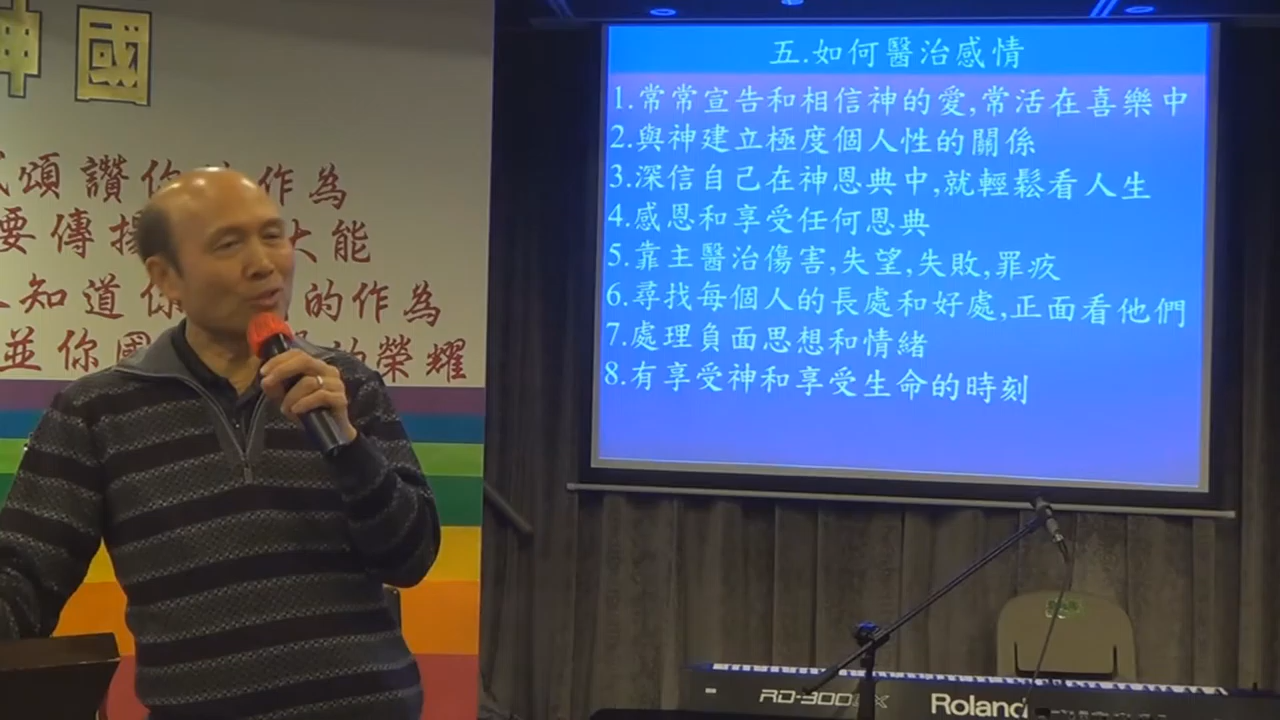 神國
頌讚你 作為
要傳揚 大能
知道你 的作為
並你國 的榮耀
五.如何醫治感情
1.常常宣告和相信神的愛,常活在喜樂中
2.與神建立極度個人性的關係
3.深信自己在神恩典中,就輕鬆看人生
4.感恩和享受任何恩典
5.靠主醫治傷害,失望,失敗,罪疚
6.尋找每個人的長處和好處,正面看他們
7.處理負面思想和情緒
8.有享受神和享受生命的時刻
RD-300GX
Roland